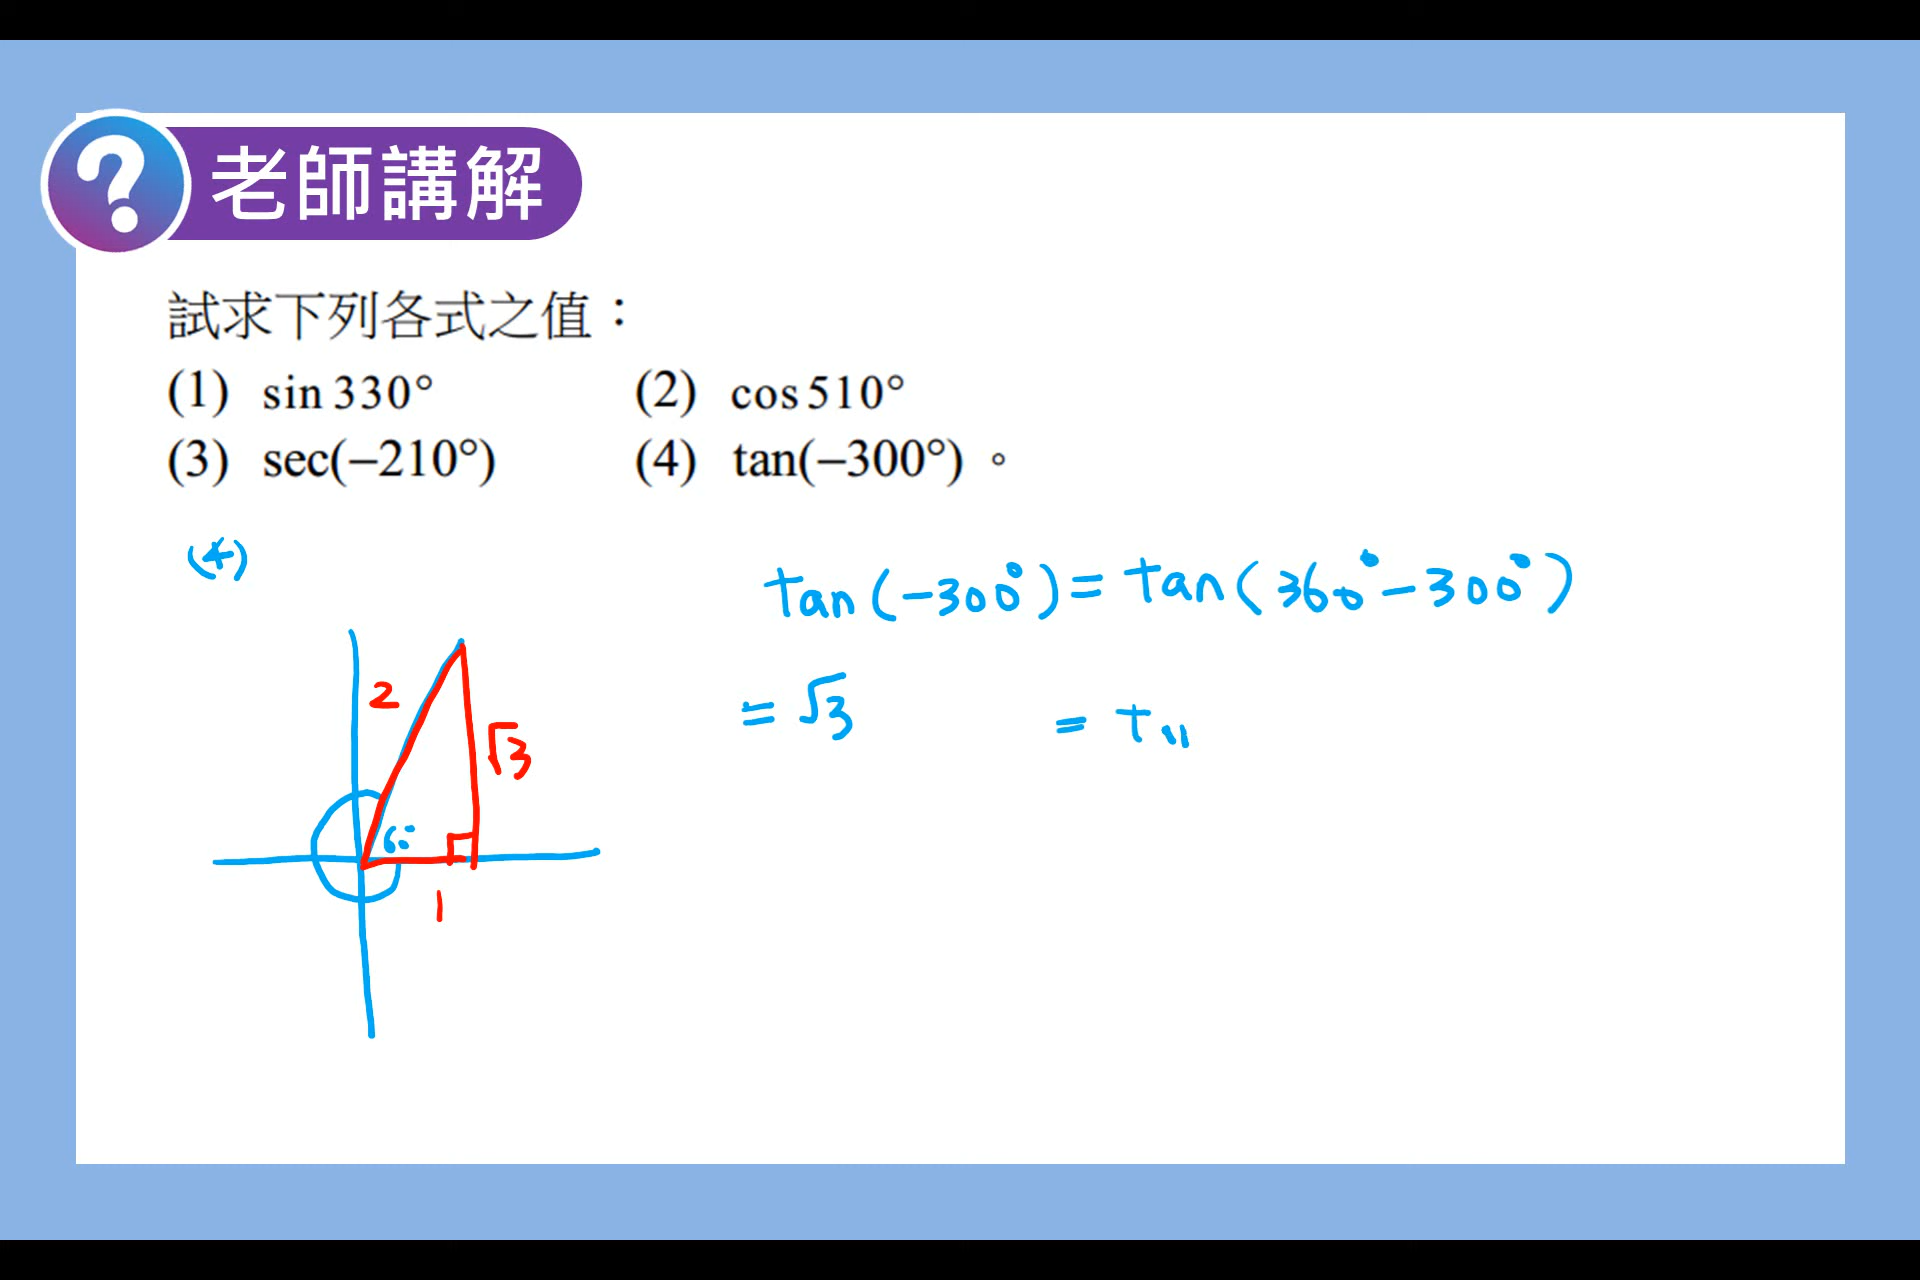 ?
老師講解
試求下列各式之值：
(1) sin 330° (2) cos 510°
(3) sec(−210°) (4) tan(−300°) 。
(4)
tan(−300°) = tan(360° − 300°)
= √3 = t
2
√3
60°
1